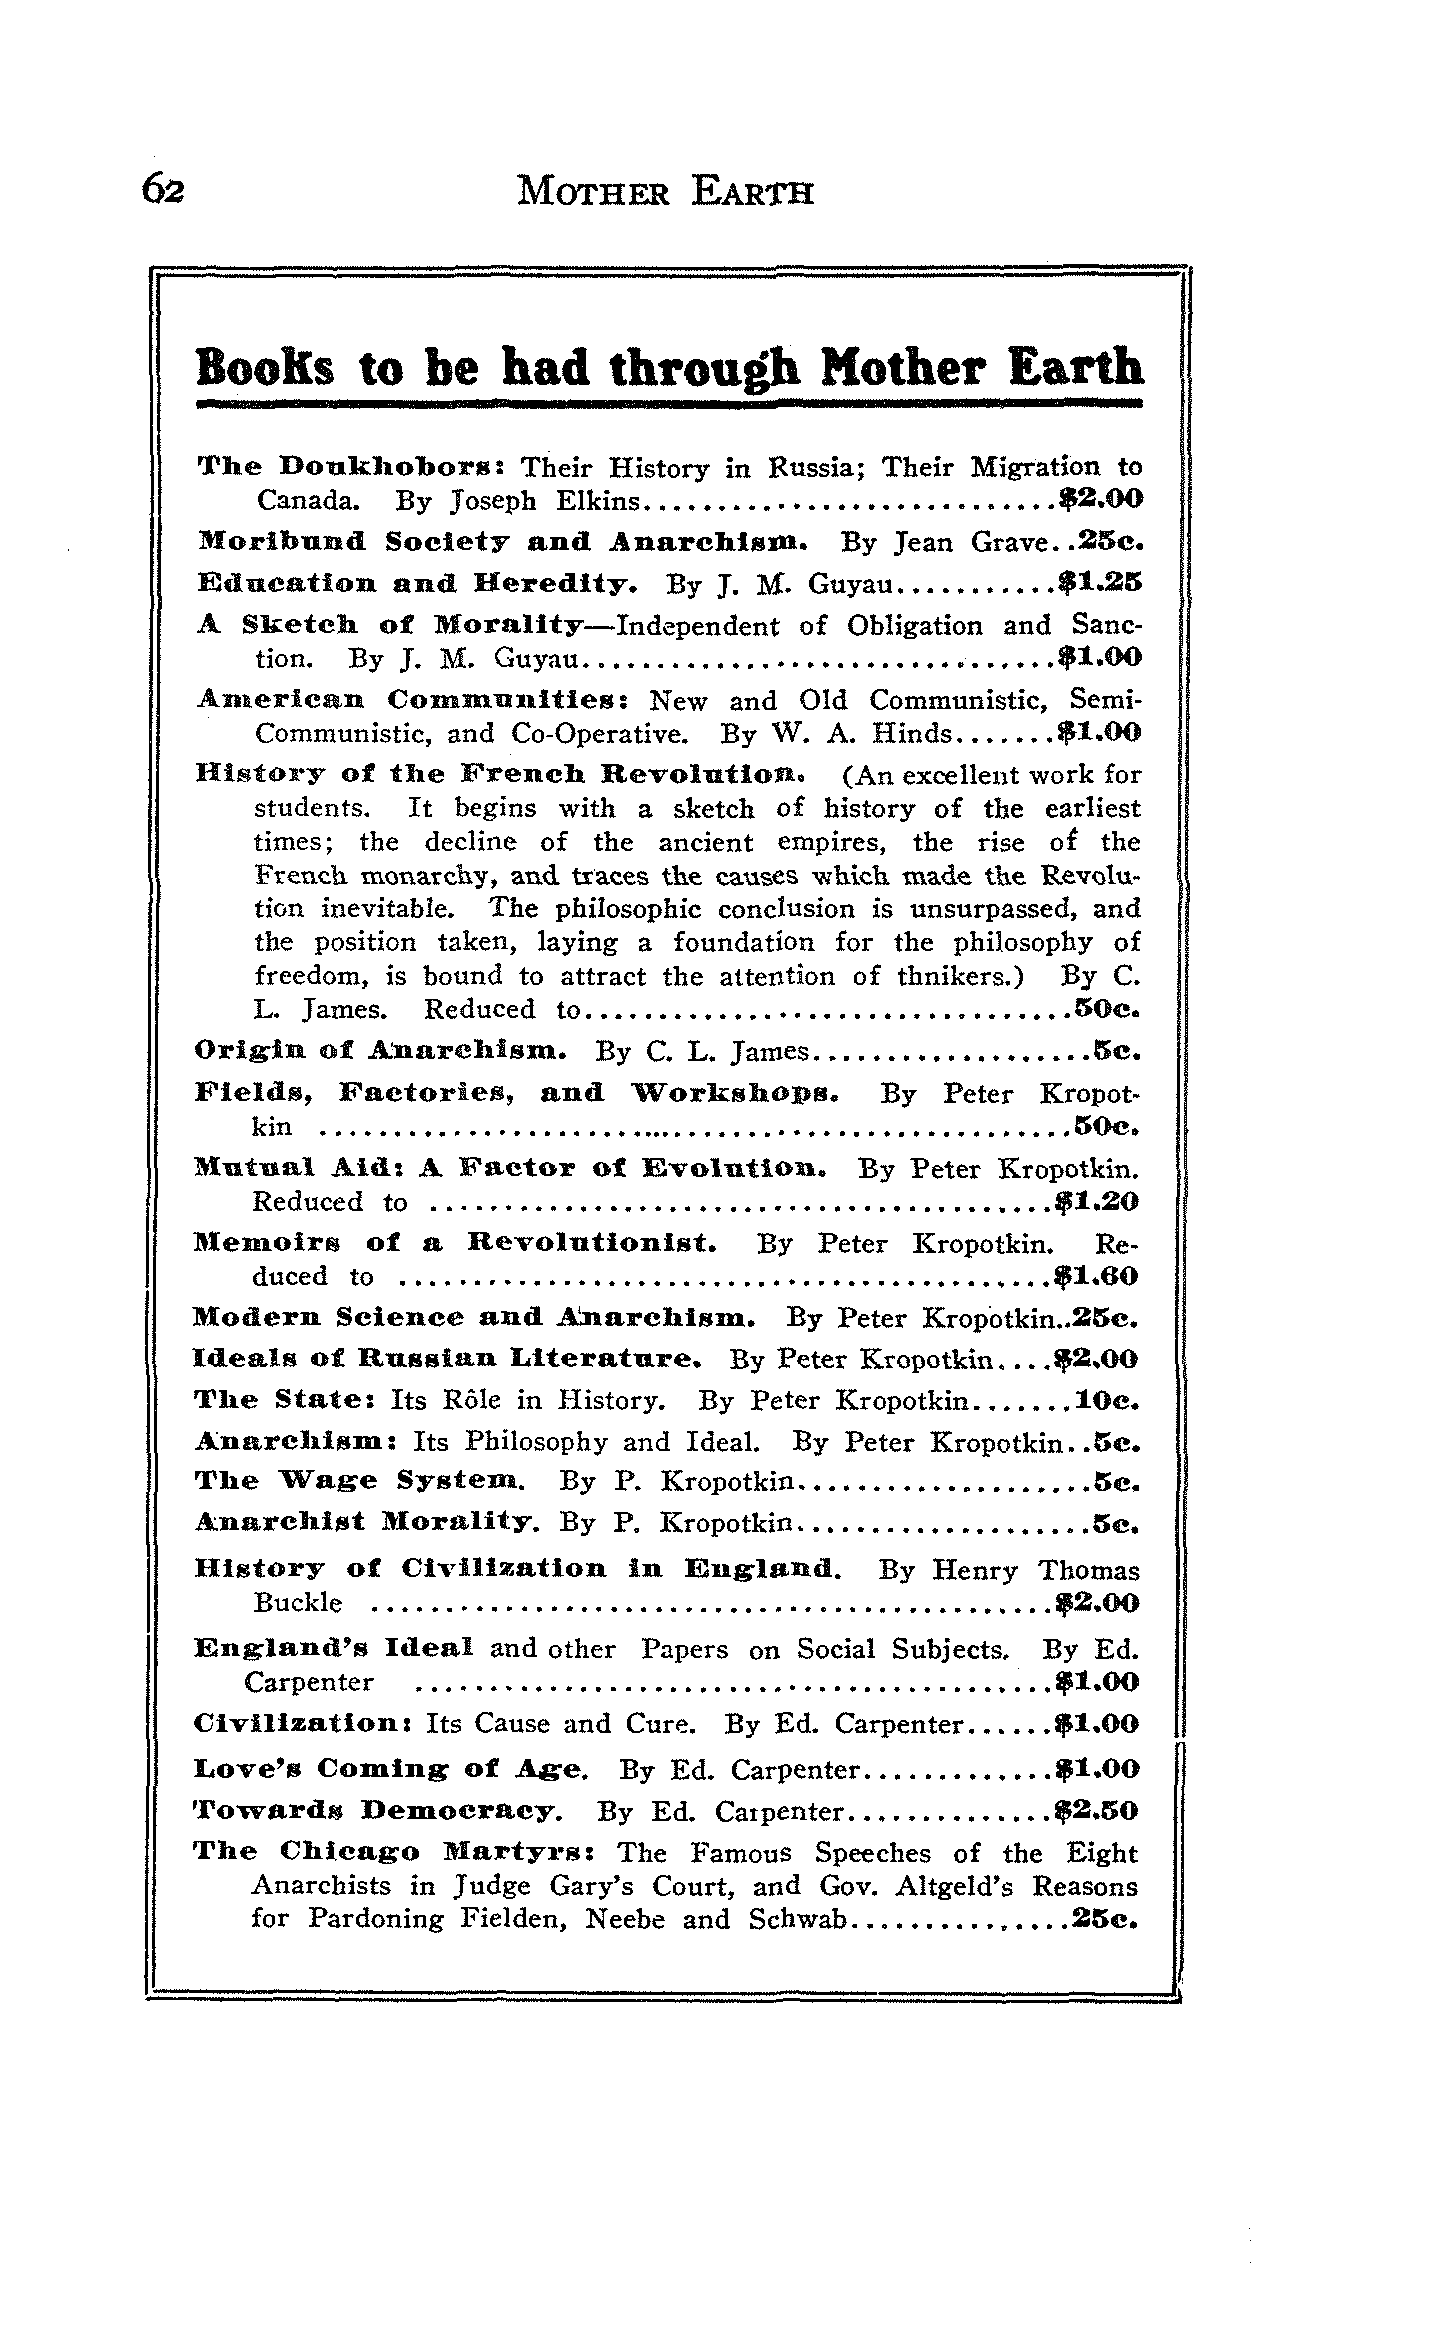 62 MOTHER EARTH
Books to be had through Mother Earth
The Doukhobors: Their History in Russia; Their Migration to
Canada. By Joseph Elkins............................$2.00
Moribund Society and Anarchism. By Jean Grave..25c.
Education and Heredity. By J. M. Guyau...........$1.25
A Sketch of Morality—Independent of Obligation and Sanc-
tion. By J. M. Guyau................................$1.00
American Communities: New and Old Communistic, Semi-
Communistic, and Co-Operative. By W. A. Hinds.......$1.00
History of the French Revolution. (An excellent work for
students. It begins with a sketch of history of the earliest
times; the decline of the ancient empires, the rise of the
French monarchy, and traces the causes which made the Revolu-
tion inevitable. The philosophic conclusion is unsurpassed, and
the position taken, laying a foundation for the philosophy of
freedom, is bound to attract the attention of thnikers.) By C.
L. James. Reduced to.................................50c.
Origin of Anarchism. By C. L. James...................5c.
Fields, Factories, and Workshops. By Peter Kropot-
kin ..................................................50c.
Mutual Aid: A Factor of Evolution. By Peter Kropotkin.
Reduced to ..........................................$1.20
Memoirs of a Revolutionist. By Peter Kropotkin. Re-
duced to ............................................$1.60
Modern Science and Anarchism. By Peter Kropotkin..25c.
Ideals of Russian Literature. By Peter Kropotkin....$2.00
The State: Its Rôle in History. By Peter Kropotkin.......10c.
Anarchism: Its Philosophy and Ideal. By Peter Kropotkin..5c.
The Wage System. By P. Kropotkin....................5c.
Anarchist Morality. By P. Kropotkin....................5c.
History of Civilization in England. By Henry Thomas
Buckle ..............................................$2.00
England's Ideal and other Papers on Social Subjects. By Ed.
Carpenter ...........................................$1.00
Civilization: Its Cause and Cure. By Ed. Carpenter......$1.00
Love's Coming of Age. By Ed. Carpenter.............$1.00
Towards Democracy. By Ed. Carpenter..............$2.50
The Chicago Martyrs: The Famous Speeches of the Eight
Anarchists in Judge Gary's Court, and Gov. Altgeld's Reasons
for Pardoning Fielden, Neebe and Schwab...............25c.